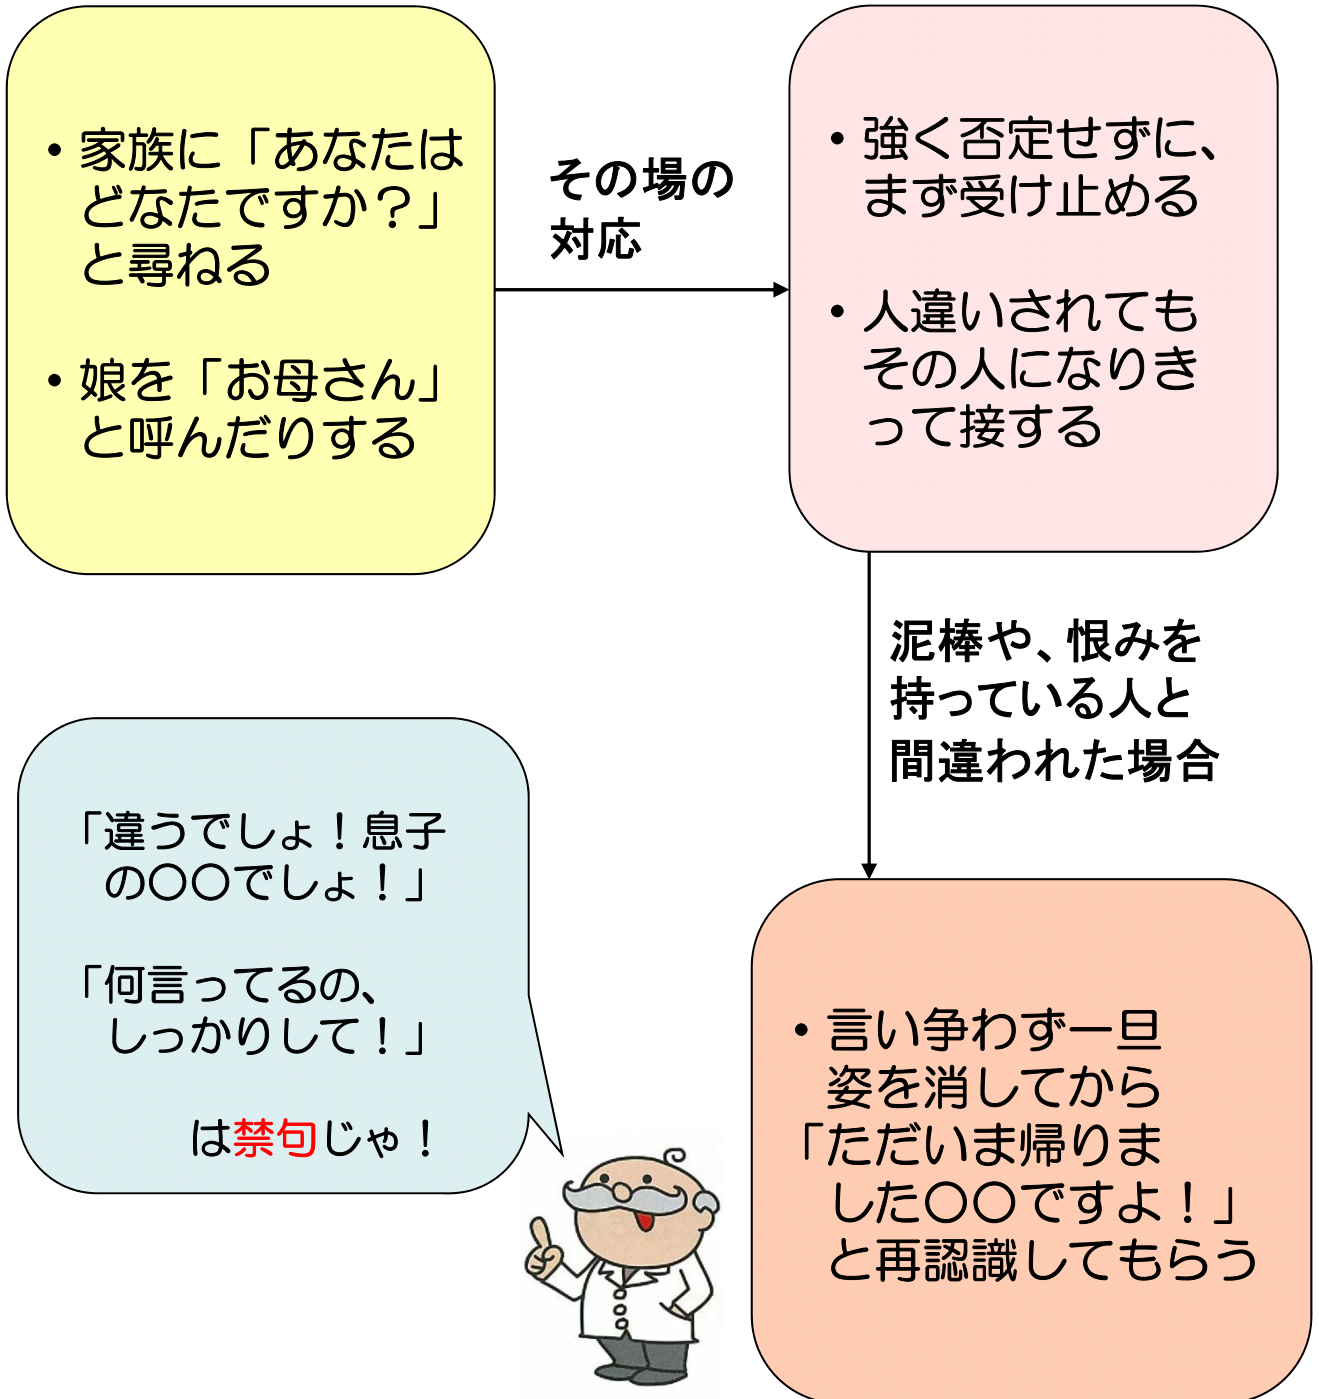 ・家族に「あなたは
どなたですか？」
と尋ねる
・娘を「お母さん」
と呼んだりする
その場の
対応
・強く否定せずに、
まず受け止める
・人違いされても
その人になりき
って接する
泥棒や、恨みを
持っている人と
間違われた場合
「違うでしょ！息子
の〇〇でしょ！」
「何言ってるの、
しっかりして！」
は禁句じゃ！
・言い争わず一旦
姿を消してから
「ただいま帰りま
した〇〇ですよ！」
と再認識してもらう